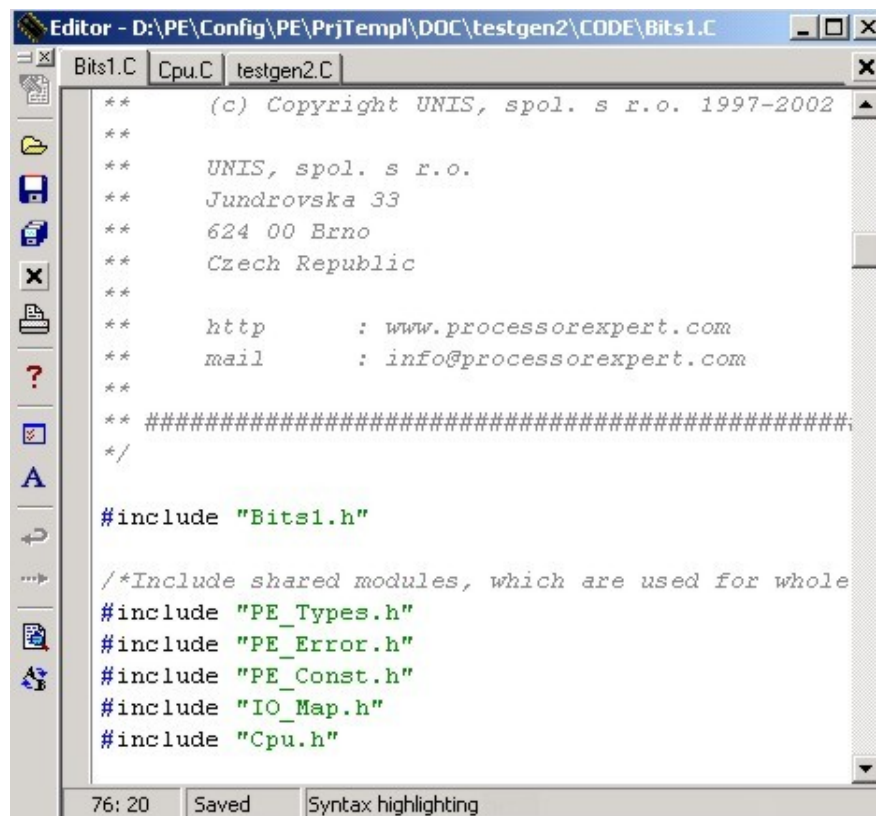 Editor - D:\PE\Config\PE\PrjTempl\DOC\testgen2\CODE\Bits1.C
Bits1.C Cpu.C testgen2.C
** (c) Copyright UNIS, spol. s r.o. 1997-2002
**
** UNIS, spol. s r.o.
** Jundrovska 33
** 624 00 Brno
** Czech Republic
**
** http : www.processorexpert.com
** mail : info@processorexpert.com
**
** ################################################
*/
#include "Bits1.h"
/*Include shared modules, which are used for whole
#include "PE_Types.h"
#include "PE_Error.h"
#include "PE_Const.h"
#include "IO_Map.h"
#include "Cpu.h"
76: 20 Saved Syntax highlighting